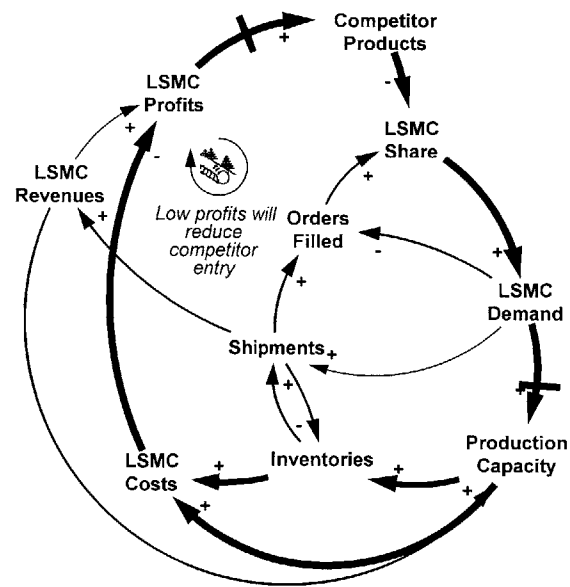 Competitor
Products
+
-
LSMC
Profits
+
-
LSMC
Share
+
LSMC
Revenues
+
Low profits will
reduce
competitor
entry
Orders
Filled
-
+
+
LSMC
Demand
Shipments
+
+
-
+
Production
Capacity
+
+
Inventories
+
LSMC
Costs
+